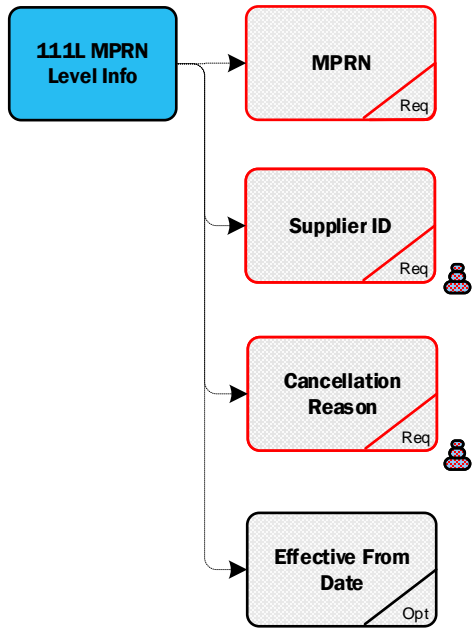 111L MPRN
Level Info
MPRN
Req
Supplier ID
Req
Cancellation
Reason
Req
Effective From
Date
Opt